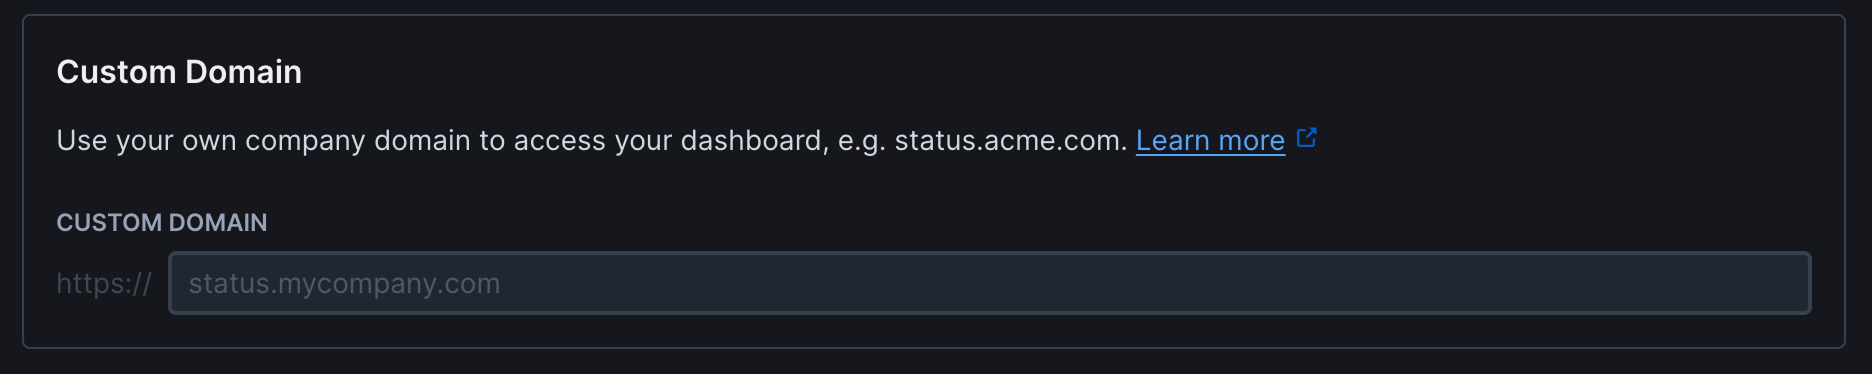 Custom Domain
Use your own company domain to access your dashboard, e.g. status.acme.com. Learn more
CUSTOM DOMAIN
https:// status.mycompany.com